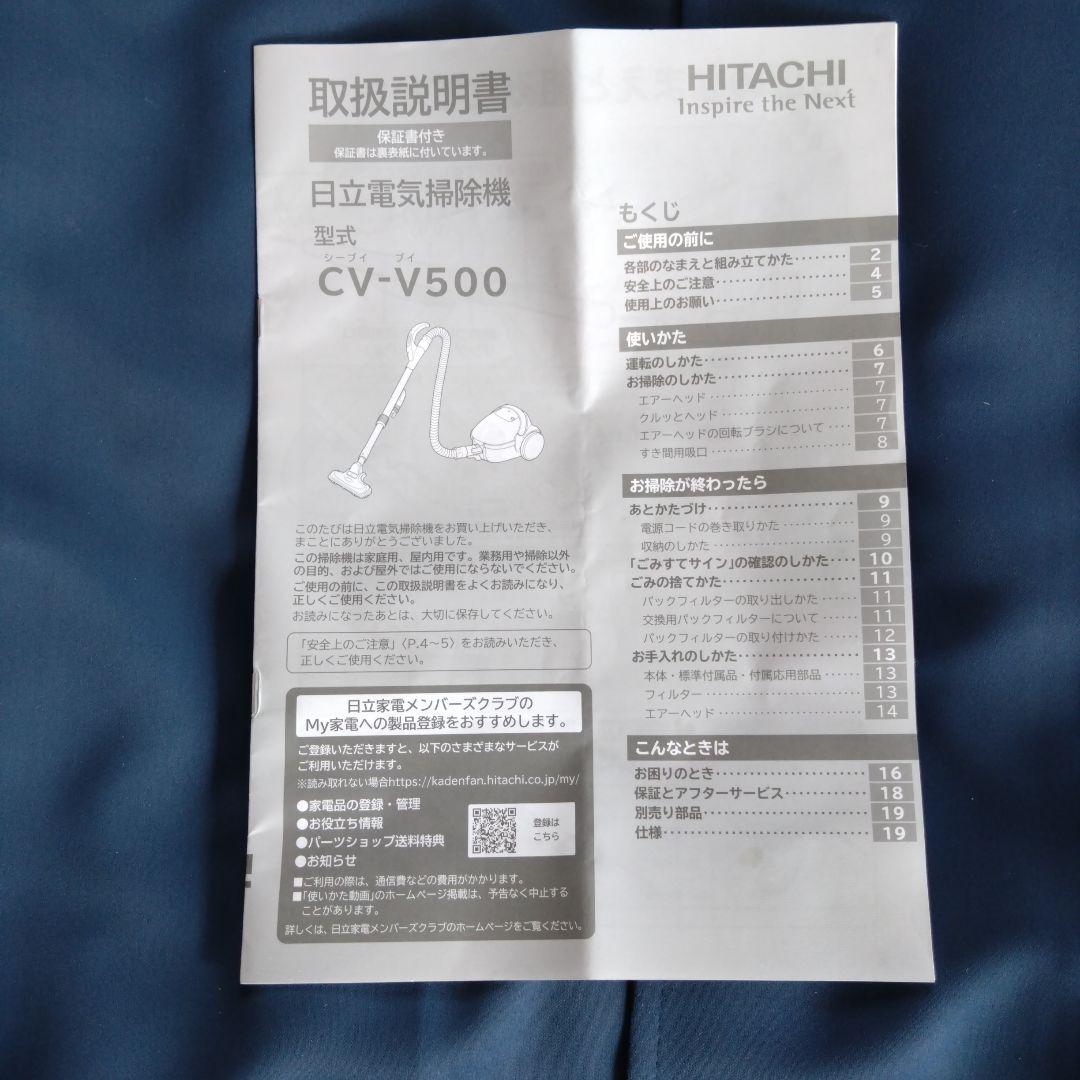 取扱説明書
保証書付き
保証書は裏表紙に付いています。
日立電気掃除機
型式
シーブイ ブイ
CV-V500
このたびは日立電気掃除機をお買い上げいただき、
まことにありがとうございました。
この掃除機は家庭用、屋内用です。業務用や掃除以外
の目的、および屋外ではご使用にならないでください。
ご使用の前に、この取扱説明書をよくお読みになり、
正しくご使用ください。
お読みになったあとは、大切に保存してください。
「安全上のご注意」〈P.4～5〉をお読みいただき、
正しくご使用ください。
日立家電メンバーズクラブの
My家電への製品登録をおすすめします。
ご登録いただきますと、以下のさまざまなサービスが
ご利用いただけます。
※読み取れない場合https://kadenfan.hitachi.co.jp/my/
●家電品の登録・管理
●お役立ち情報
●パーツショップ送料特典
●お知らせ
登録は
こちら
■ご利用の際は、通信費などの費用がかかります。
■「使いかた動画」のホームページ掲載は、予告なく中止する
ことがあります。
詳しくは、日立家電メンバーズクラブのホームページをご覧ください。
HITACHI
Inspire the Next
もくじ
ご使用の前に
各部のなまえと組み立てかた‥‥‥‥ 2
安全上のご注意‥‥‥‥‥‥‥‥ 4
使用上のお願い‥‥‥‥‥‥‥‥ 5
使いかた
運転のしかた‥‥‥‥‥‥‥‥‥ 6
お掃除のしかた‥‥‥‥‥‥‥‥ 7
エアーヘッド‥‥‥‥‥‥‥‥ 7
クルッとヘッド‥‥‥‥‥‥‥ 7
エアーヘッドの回転ブラシについて‥‥ 7
すき間用吸口‥‥‥‥‥‥‥‥ 8
お掃除が終わったら
あとかたづけ‥‥‥‥‥‥‥‥‥ 9
電源コードの巻き取りかた‥‥‥‥ 9
収納のしかた‥‥‥‥‥‥‥‥ 9
「ごみすてサイン」の確認のしかた‥‥ 10
ごみの捨てかた‥‥‥‥‥‥‥‥ 11
パックフィルターの取り出しかた‥‥ 11
交換用パックフィルターについて‥‥ 11
パックフィルターの取り付けかた‥‥ 12
お手入れのしかた‥‥‥‥‥‥‥ 13
本体・標準付属品・付属応用部品‥‥ 13
フィルター‥‥‥‥‥‥‥‥‥ 13
エアーヘッド‥‥‥‥‥‥‥‥ 14
こんなときは
お困りのとき‥‥‥‥‥‥‥‥‥ 16
保証とアフターサービス‥‥‥‥‥ 18
別売り部品‥‥‥‥‥‥‥‥‥‥ 19
仕様‥‥‥‥‥‥‥‥‥‥‥‥‥ 19